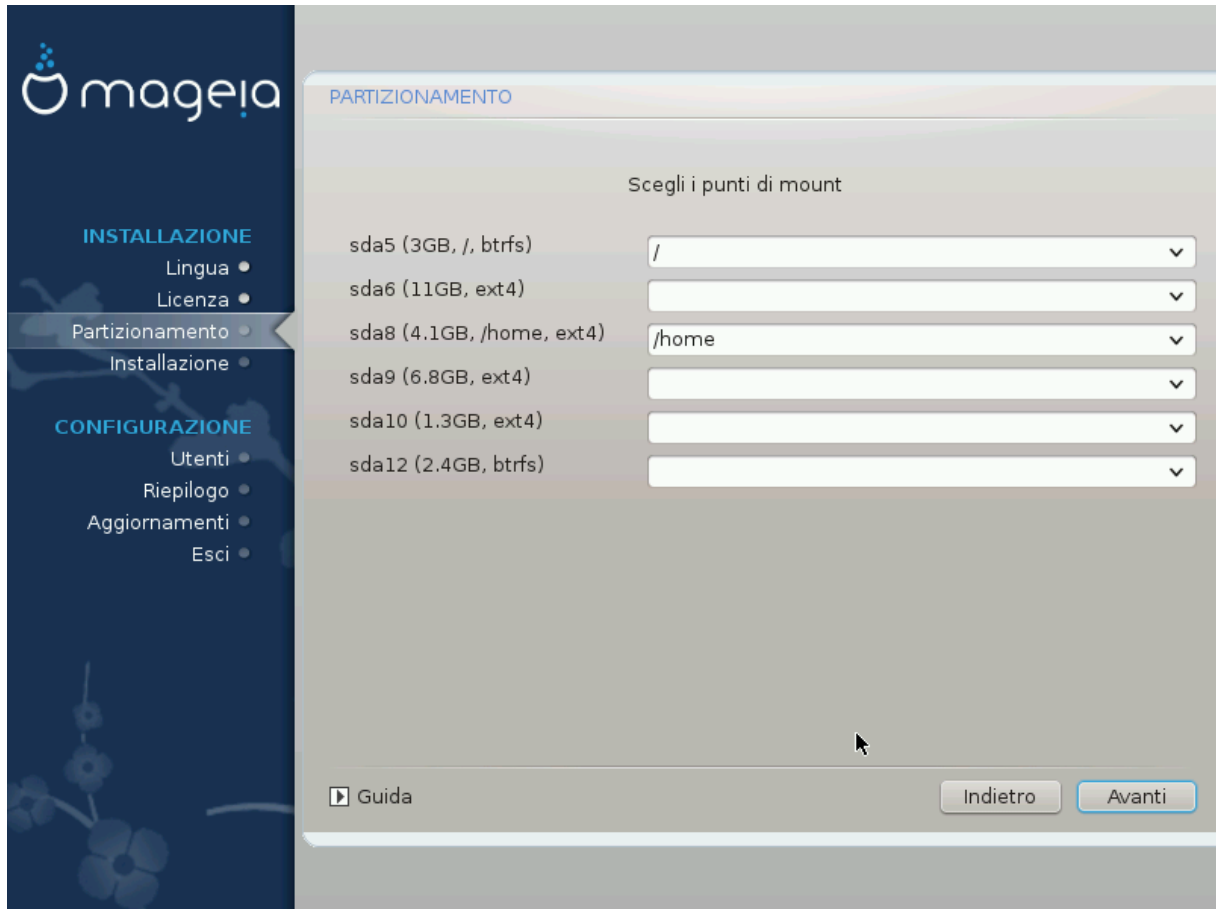 mageia
PARTIZIONAMENTO
Scegli i punti di mount
INSTALLAZIONE
Lingua
Licenza
Partizionamento
Installazione
CONFIGURAZIONE
Utenti
Riepilogo
Aggiornamenti
Esci
sda5 (3GB, /, btrfs)
/
sda6 (11GB, ext4)
sda8 (4.1GB, /home, ext4)
/home
sda9 (6.8GB, ext4)
sda10 (1.3GB, ext4)
sda12 (2.4GB, btrfs)
Guida
Indietro
Avanti